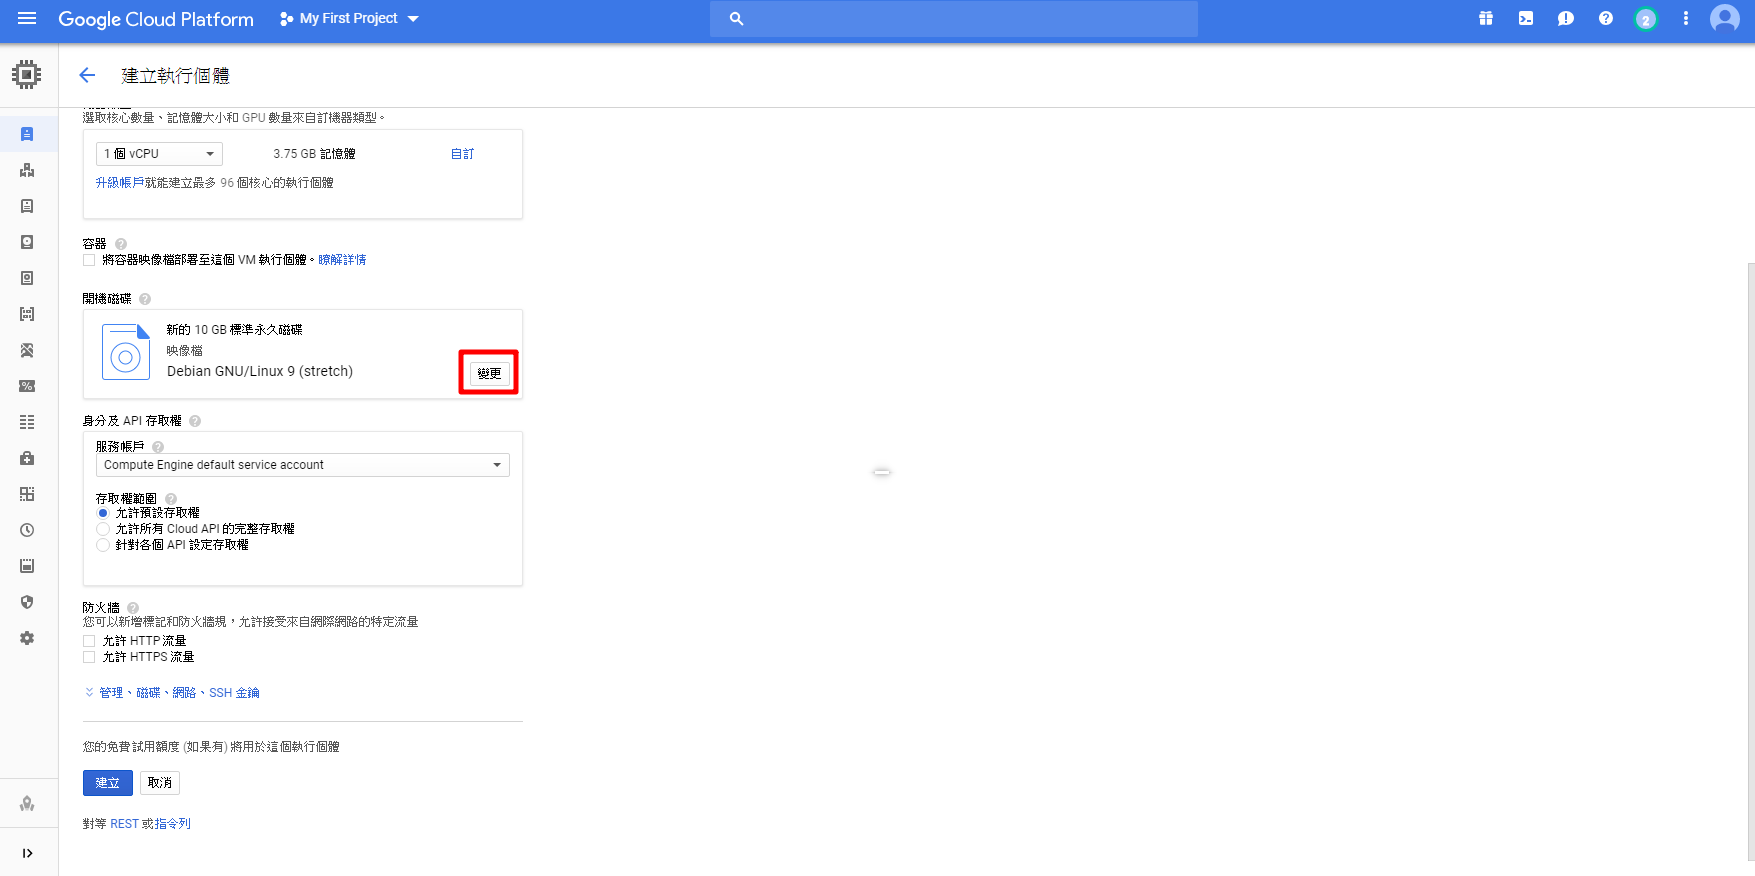 Google Cloud Platform
My First Project
2
建立執行個體
選取核心數量、記憶體大小和 GPU 數量來自訂機器類型。
1 個 vCPU
3.75 GB 記憶體
自訂
升級帳戶就能建立最多 96 個核心的執行個體
容器
將容器映像檔部署至這個 VM 執行個體。瞭解詳情
開機磁碟
新的 10 GB 標準永久磁碟
映像檔
Debian GNU/Linux 9 (stretch)
變更
身分及 API 存取權
服務帳戶
Compute Engine default service account
存取權範圍
允許預設存取權
允許所有 Cloud API 的完整存取權
針對各個 API 設定存取權
防火牆
您可以新增標記和防火牆規，允許接受來自網際網路的特定流量
允許 HTTP 流量
允許 HTTPS 流量
管理、磁碟、網路、SSH 金鑰
您的免費試用額度 (如果有) 將用於這個執行個體
建立
取消
對等 REST 或指令列